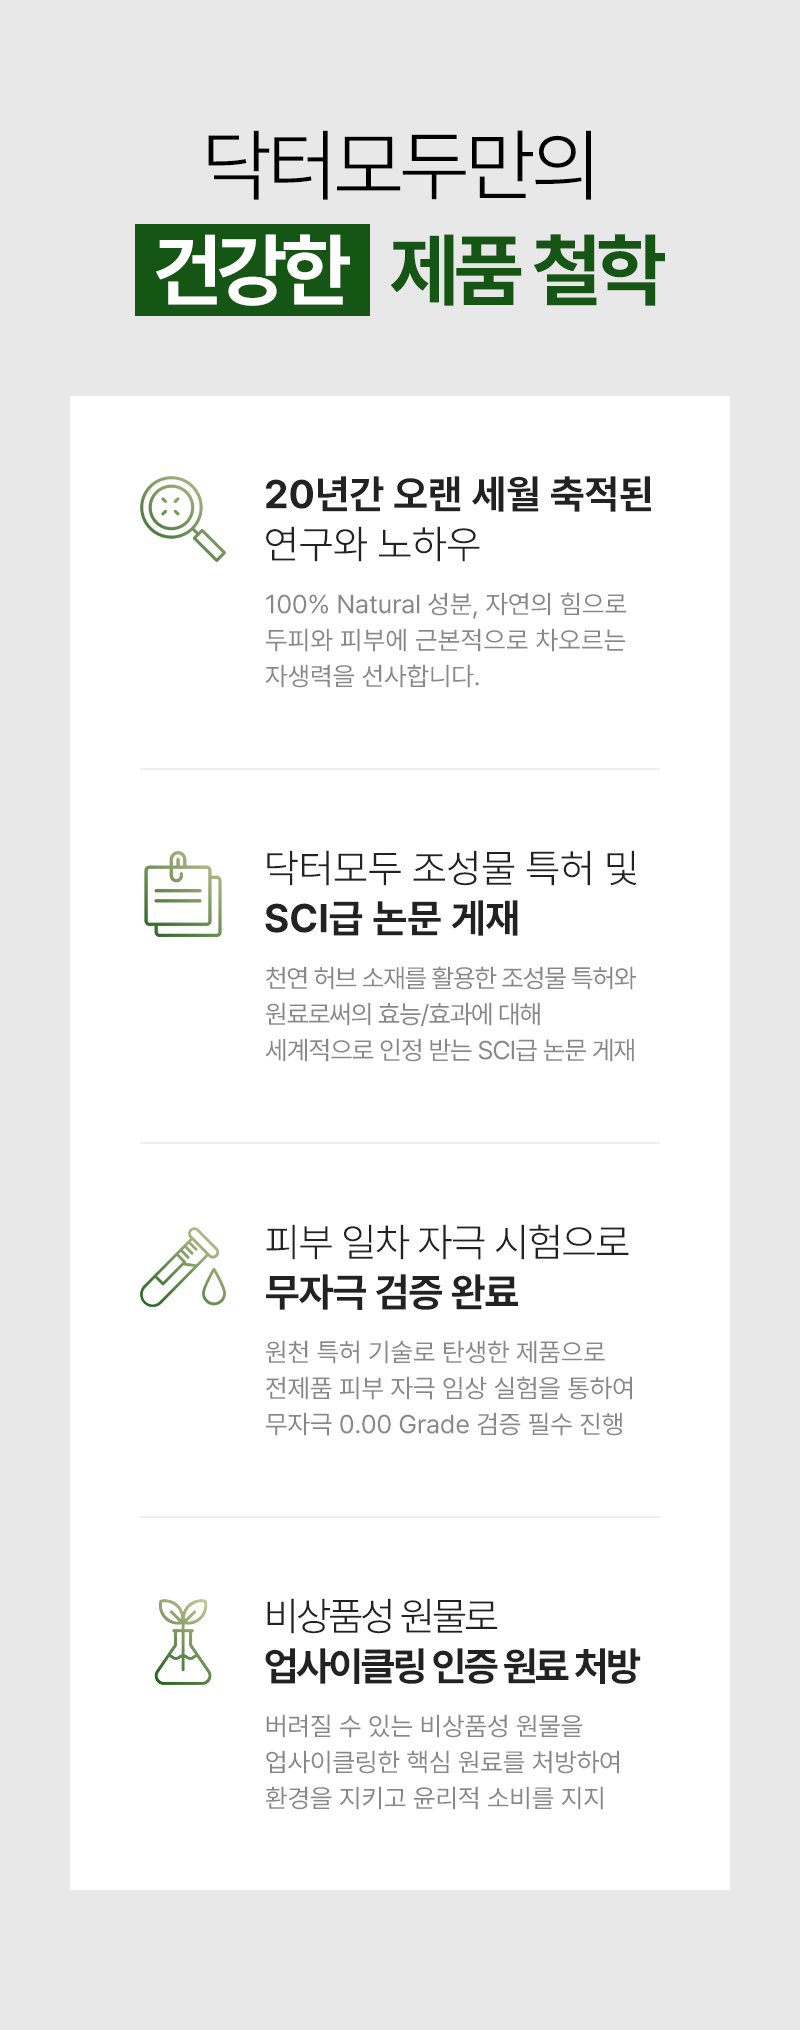 닥터모두만의
건강한 제품 철학
20년간 오랜 세월 축적된
연구와 노하우
100% Natural 성분, 자연의 힘으로
두피와 피부에 근본적으로 차오르는
자생력을 선사합니다.
닥터모두 조성물 특허 및
SCI급 논문 게재
천연 허브 소재를 활용한 조성물 특허와
원료로써의 효능/효과에 대해
세계적으로 인정 받는 SCI급 논문 게재
피부 일차 자극 시험으로
무자극 검증 완료
원천 특허 기술로 탄생한 제품으로
전제품 피부 자극 임상 실험을 통하여
무자극 0.00 Grade 검증 필수 진행
비상품성 원물로
업사이클링 인증 원료 처방
버려질 수 있는 비상품성 원물을
업사이클링한 핵심 원료를 처방하여
환경을 지키고 윤리적 소비를 지지